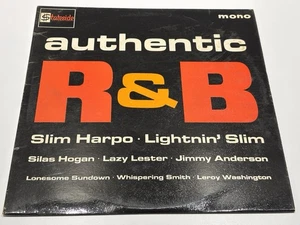 Stateside
mono
authentic
R&B
Slim Harpo · Lightnin' Slim
Silas Hogan · Lazy Lester · Jimmy Anderson
Lonesome Sundown · Whispering Smith · Leroy Washington